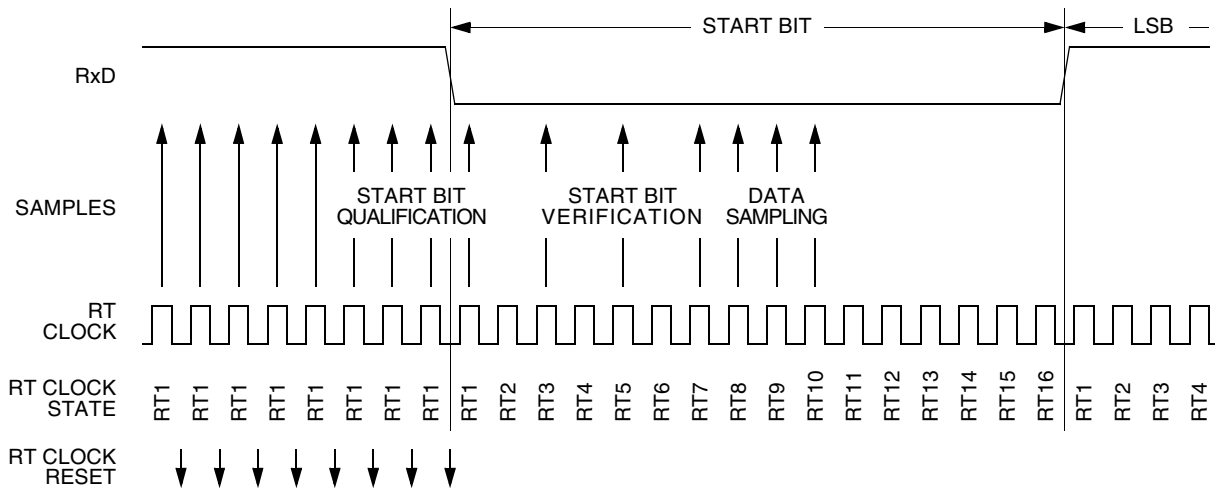 START BIT LSB
RxD
SAMPLES
START BIT
QUALIFICATION
START BIT
VERIFICATION
DATA
SAMPLING
RT
CLOCK
RT CLOCK
STATE
RT1 RT1 RT1 RT1 RT1 RT1 RT1 RT1 RT1 RT2 RT3 RT4 RT5 RT6 RT7 RT8 RT9 RT10 RT11 RT12 RT13 RT14 RT15 RT16 RT1 RT2 RT3 RT4
RT CLOCK
RESET